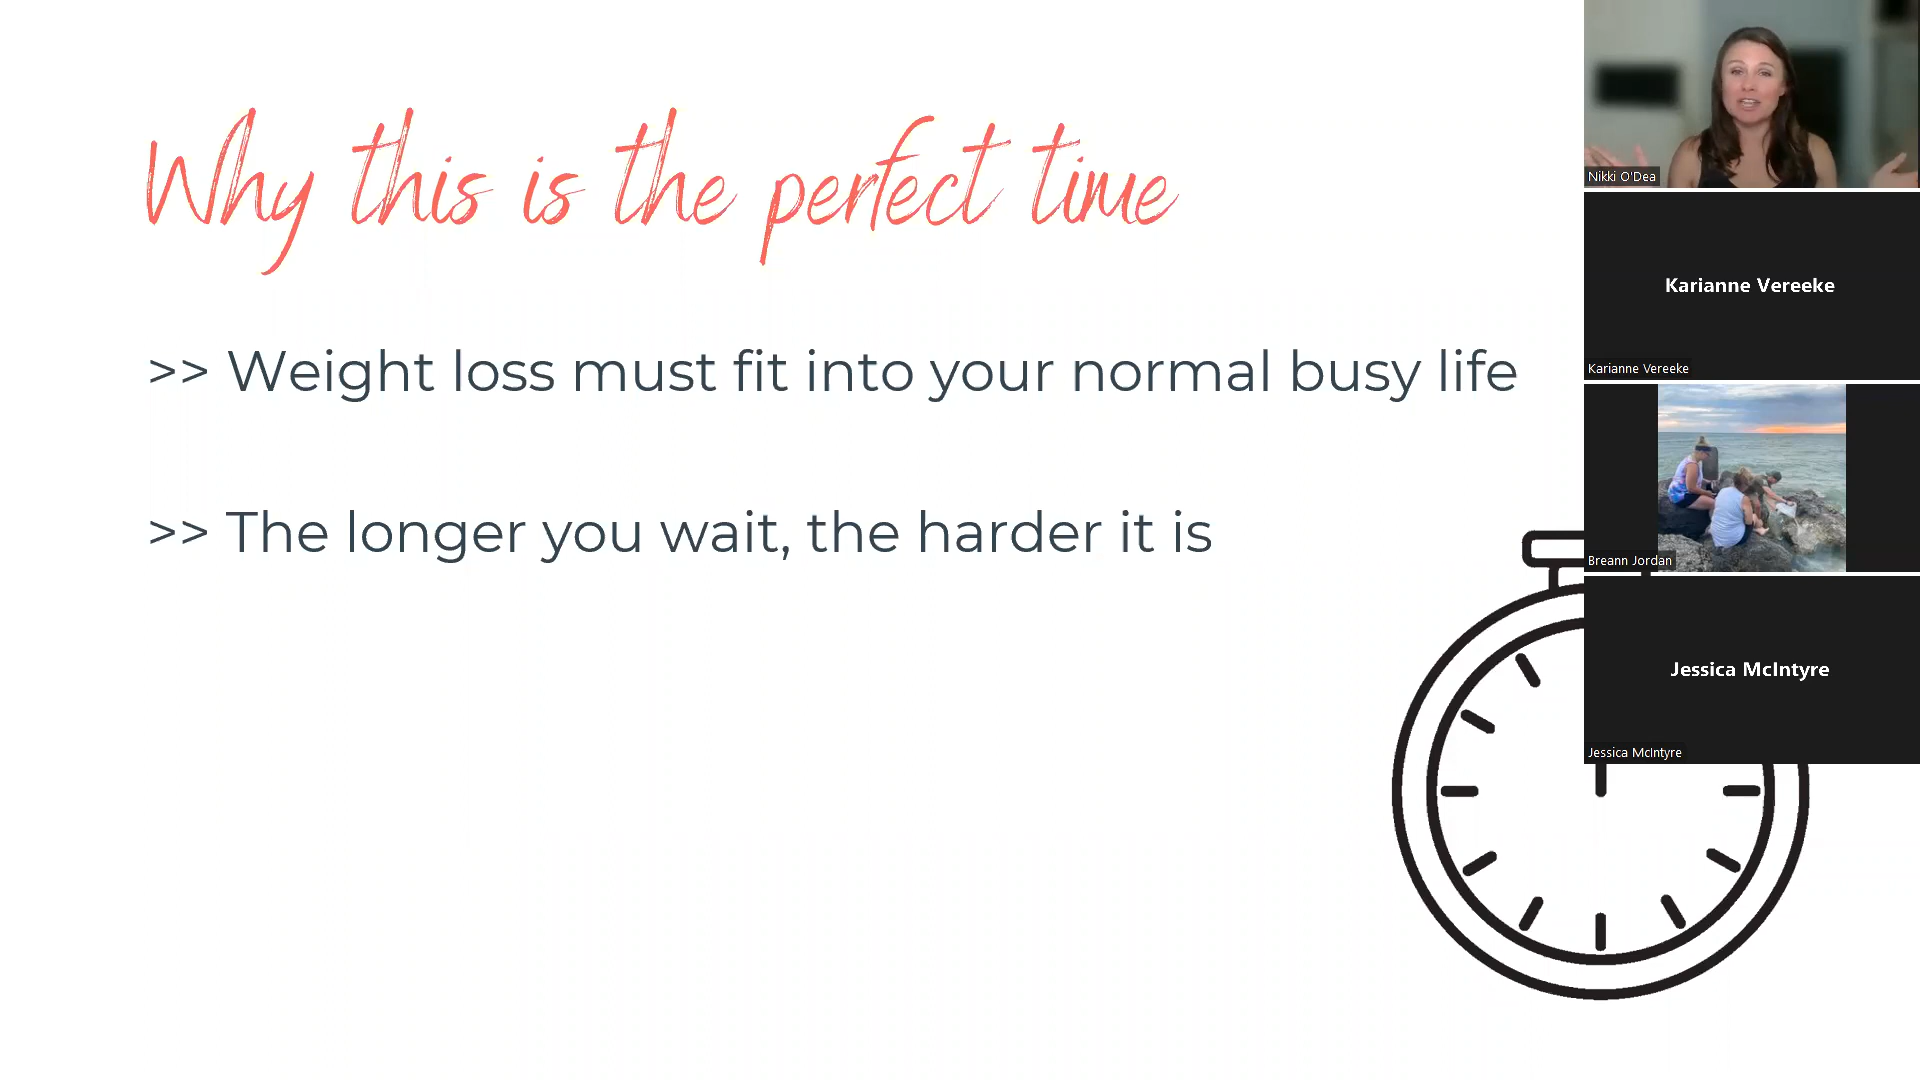 Why this is the perfect time
>> Weight loss must fit into your normal busy life
>> The longer you wait, the harder it is
Nikki O'Dea
Karianne Vereeke
Karianne Vereeke
Breann Jordan
Jessica McIntyre
Jessica McIntyre